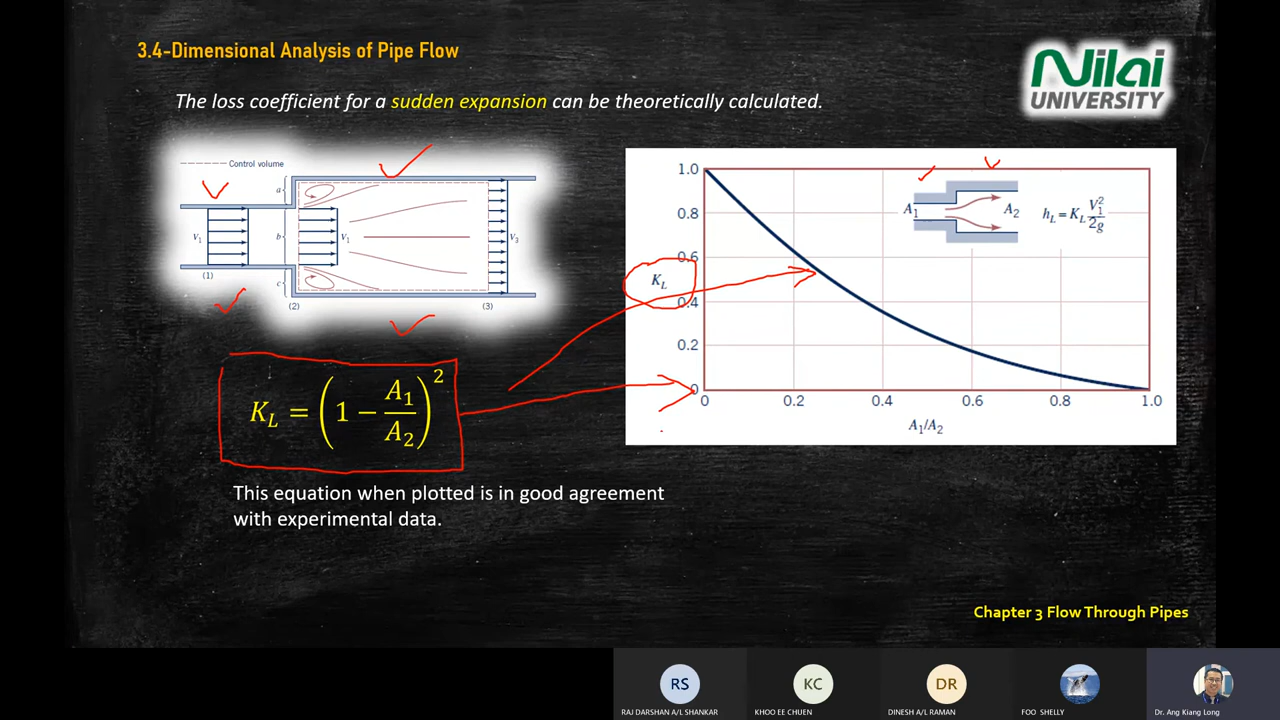 3.4-Dimensional Analysis of Pipe Flow
Nilai
UNIVERSITY
The loss coefficient for a sudden expansion can be theoretically calculated.
Control volume
a
b
c
V₁
V₁
V₃
(1)
(2)
(3)
K_L = (1 − A₁/A₂)²
This equation when plotted is in good agreement
with experimental data.
1.0
0.8
0.6
0.4
0.2
0
K_L
A₁
A₂
h_L = K_L V₁²/2g
0 0.2 0.4 0.6 0.8 1.0
A₁/A₂
Chapter 3 Flow Through Pipes
RS
KC
DR
RAJ DARSHAN A/L SHANKAR
KHOO EE CHUEN
DINESH A/L RAMAN
FOO SHELLY
Dr. Ang Kiang Long